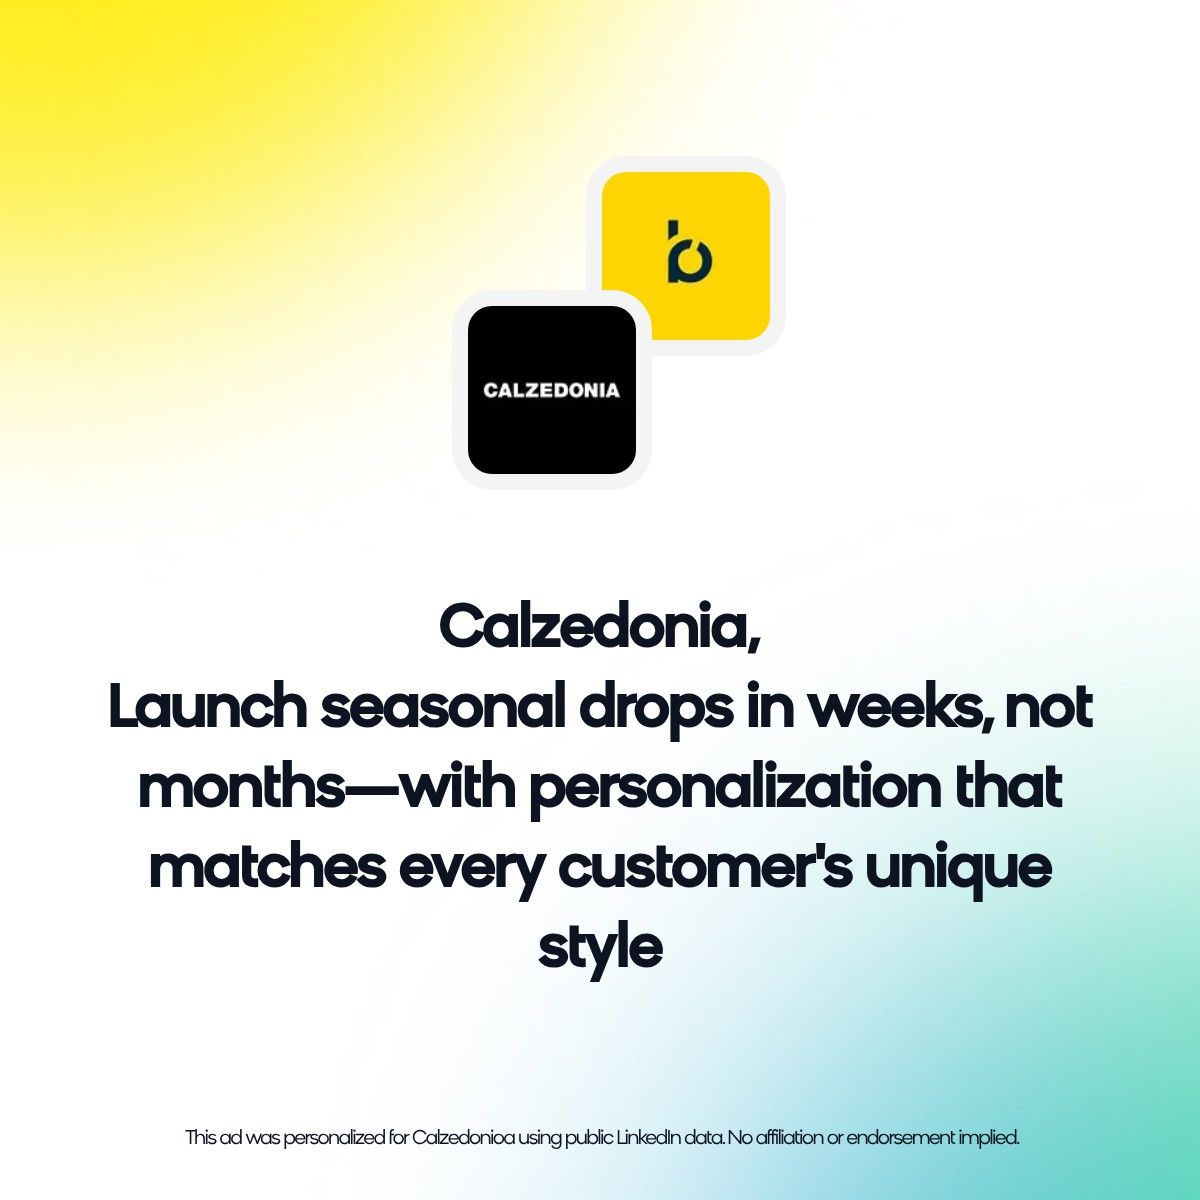 CALZEDONIA
Calzedonia,
Launch seasonal drops in weeks, not
months—with personalization that
matches every customer's unique
style
This ad was personalized for Calzedonioa using public LinkedIn data. No affiliation or endorsement implied.